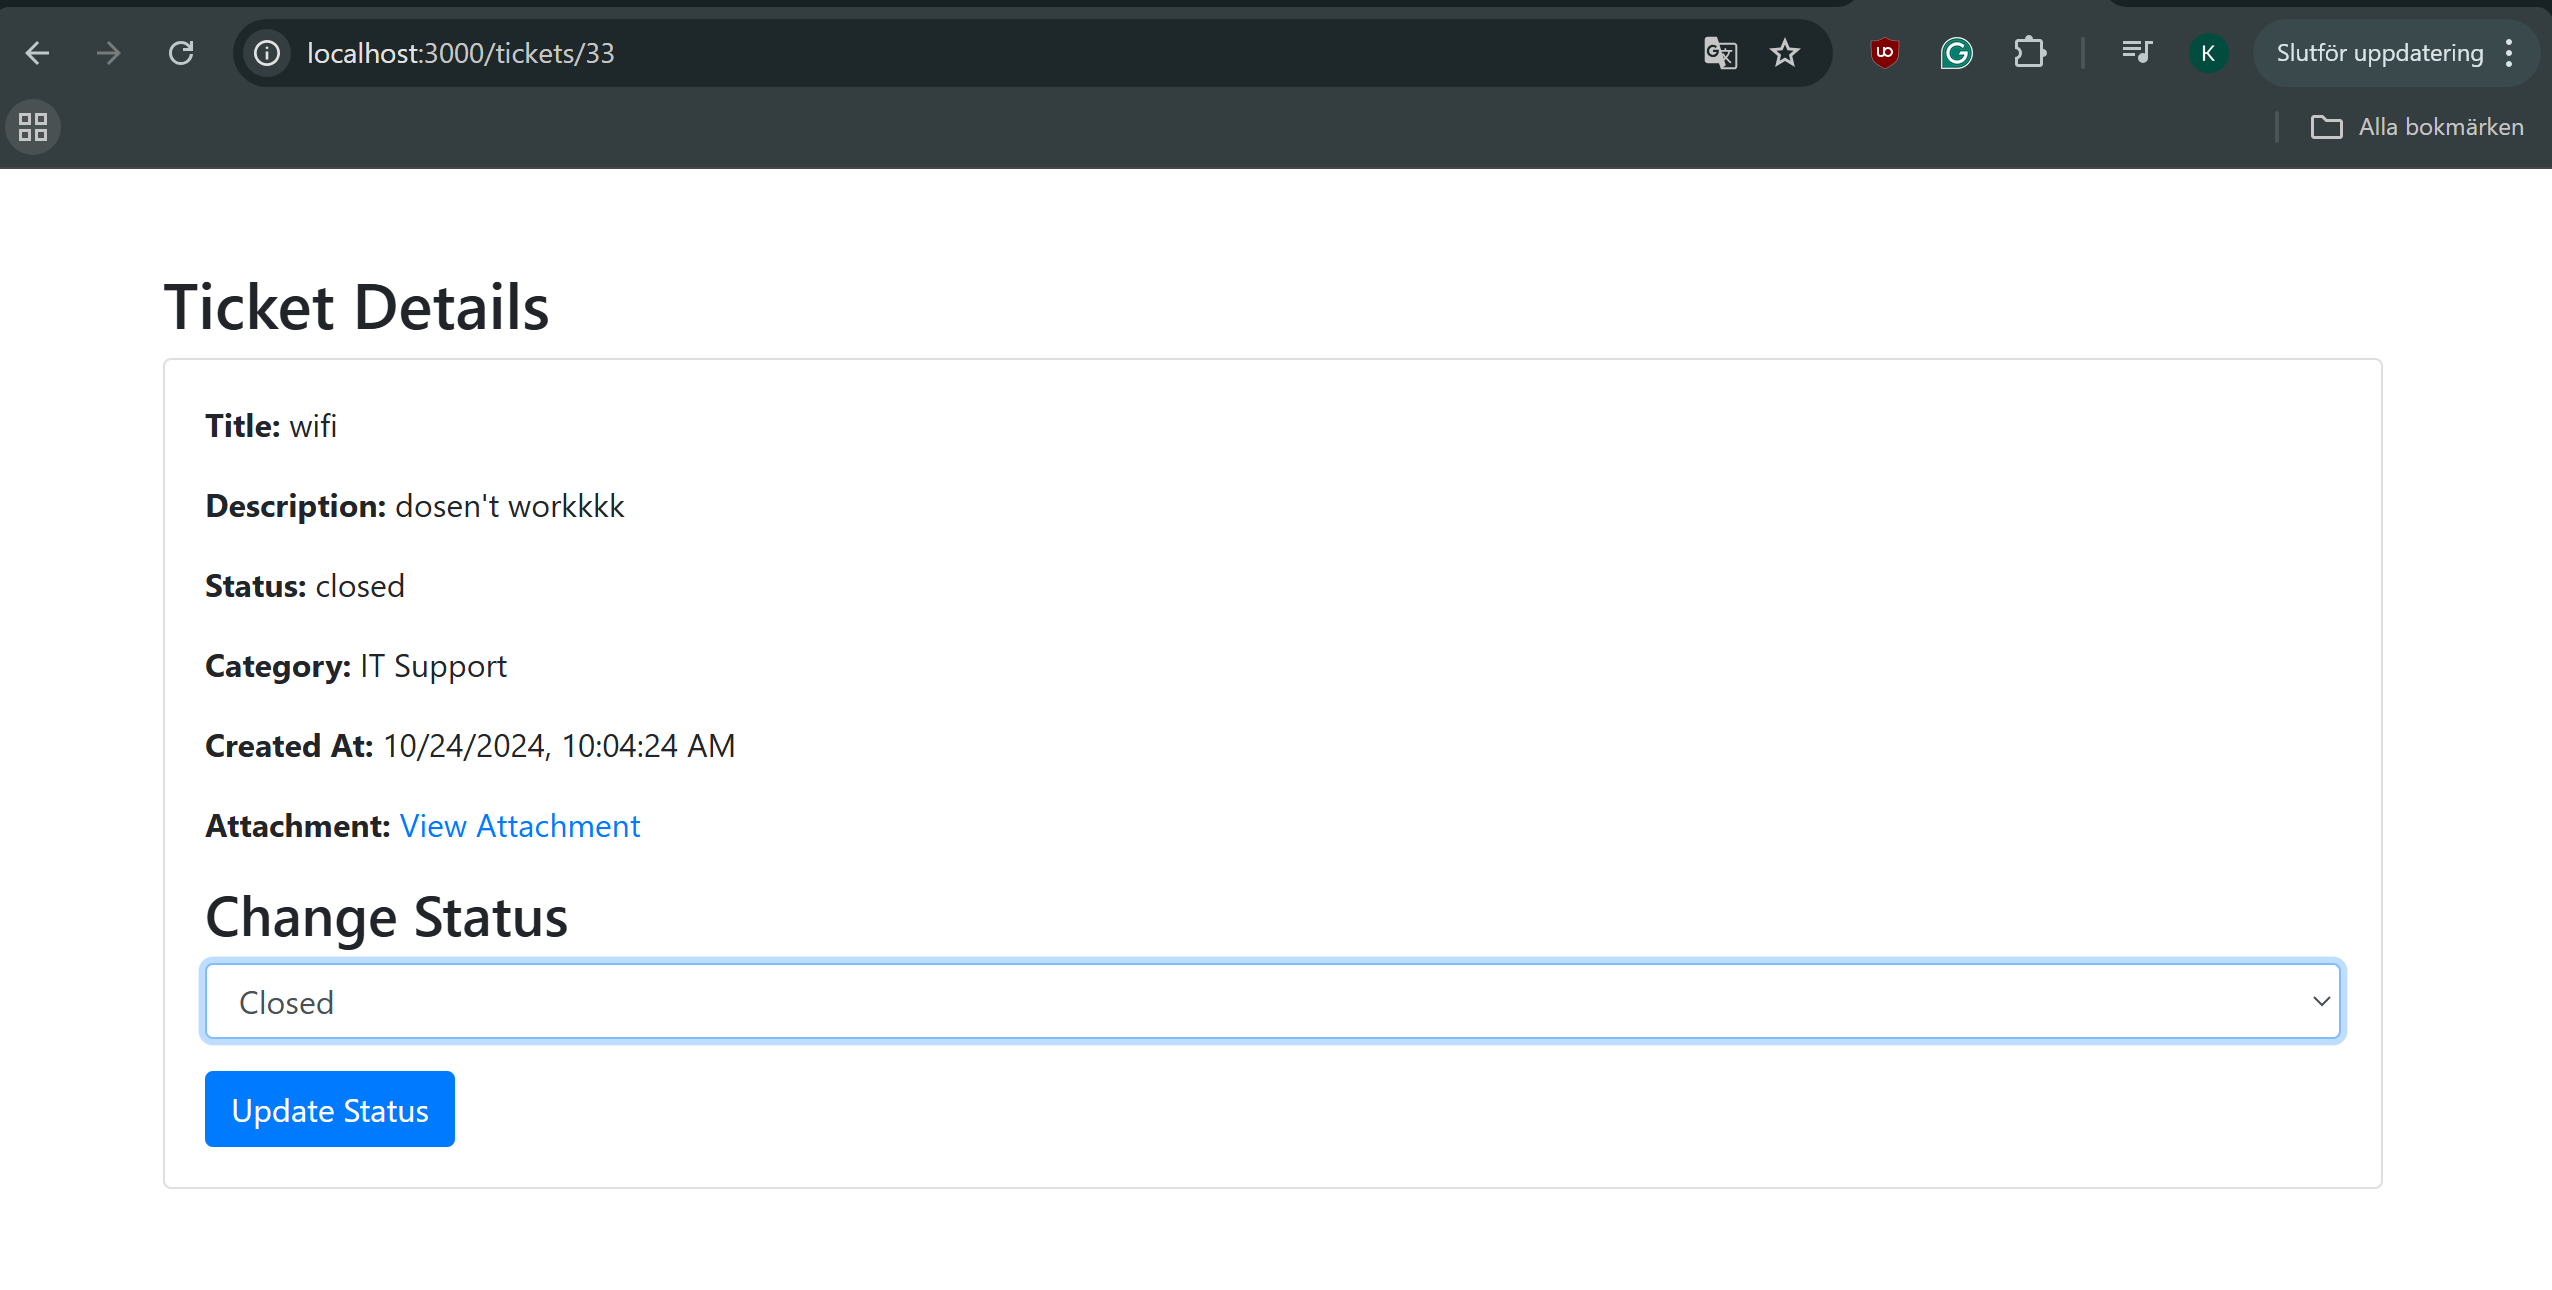 localhost:3000/tickets/33
K
Slutför uppdatering
Alla bokmärken
Ticket Details
Title: wifi
Description: dosen't workkkk
Status: closed
Category: IT Support
Created At: 10/24/2024, 10:04:24 AM
Attachment: View Attachment
Change Status
Closed
Update Status